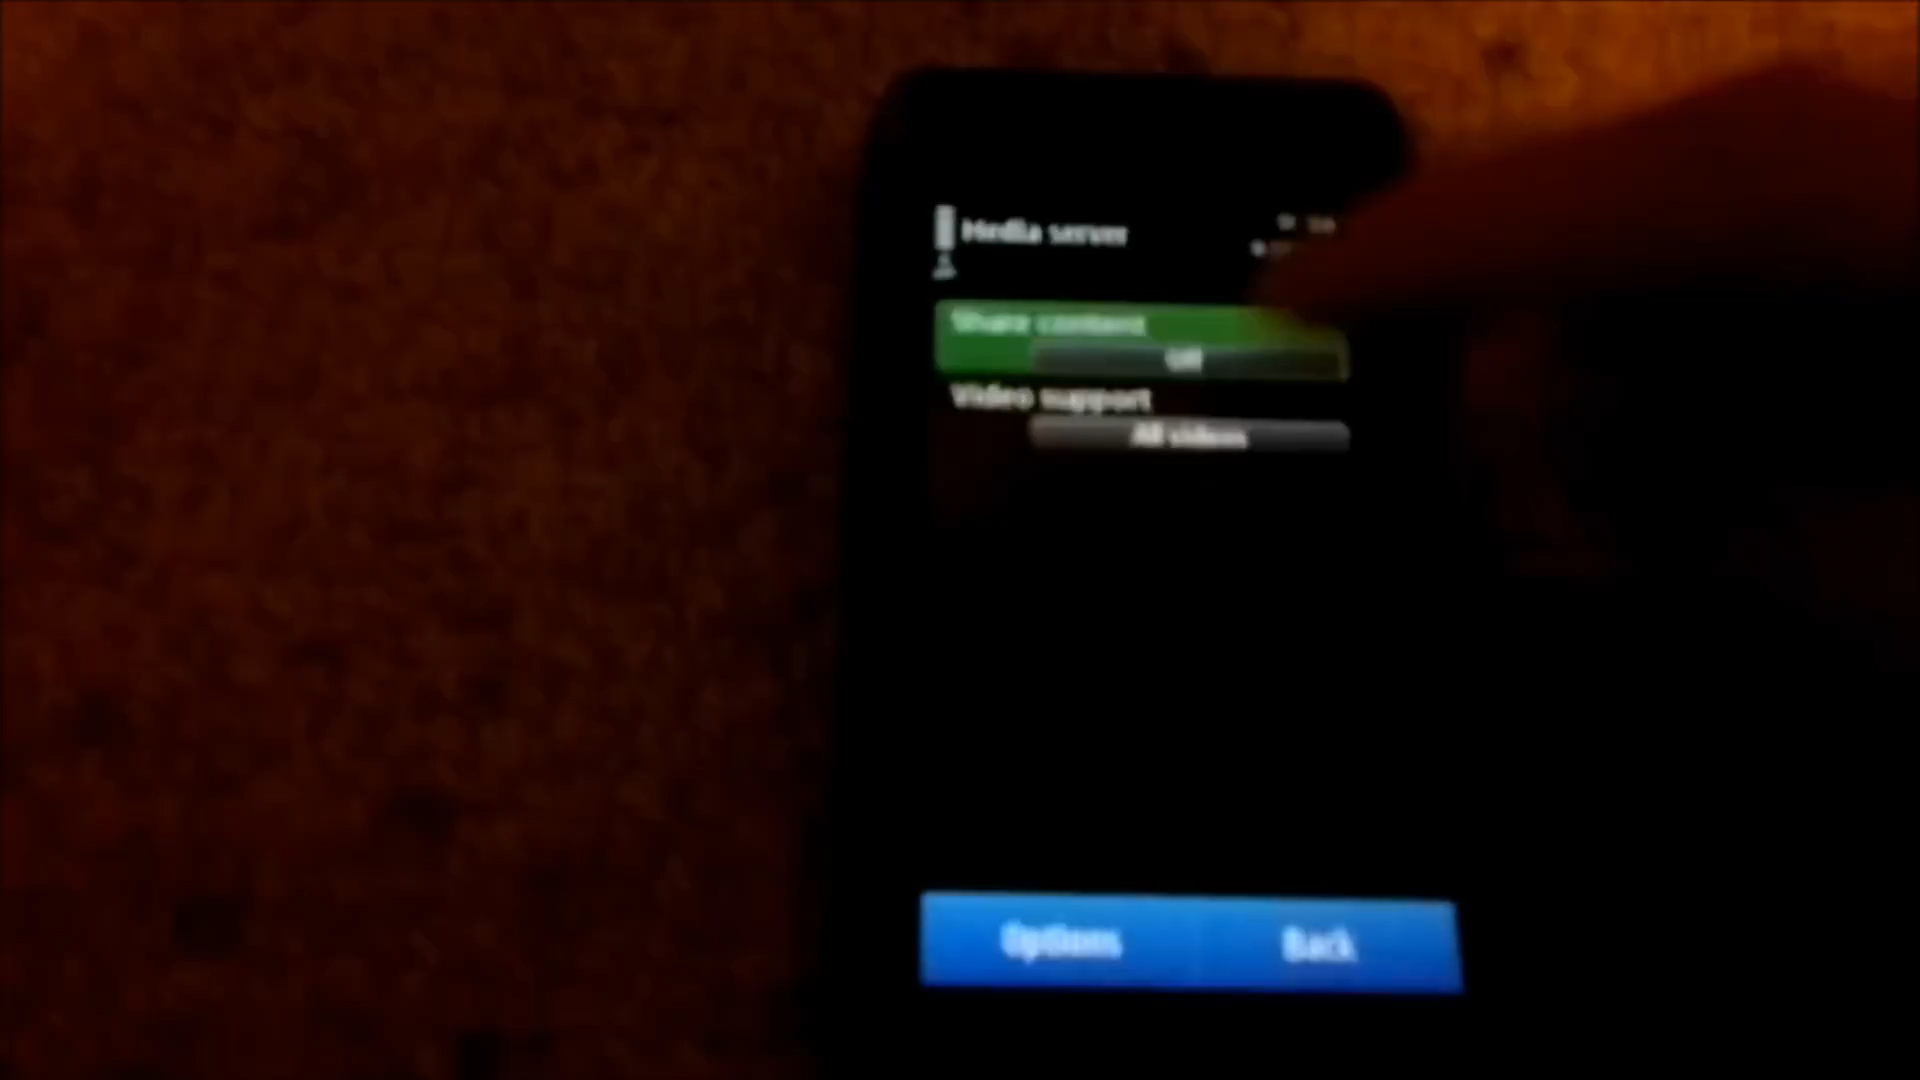 Media server
Share content
Off
Video support
All videos
Options
Back